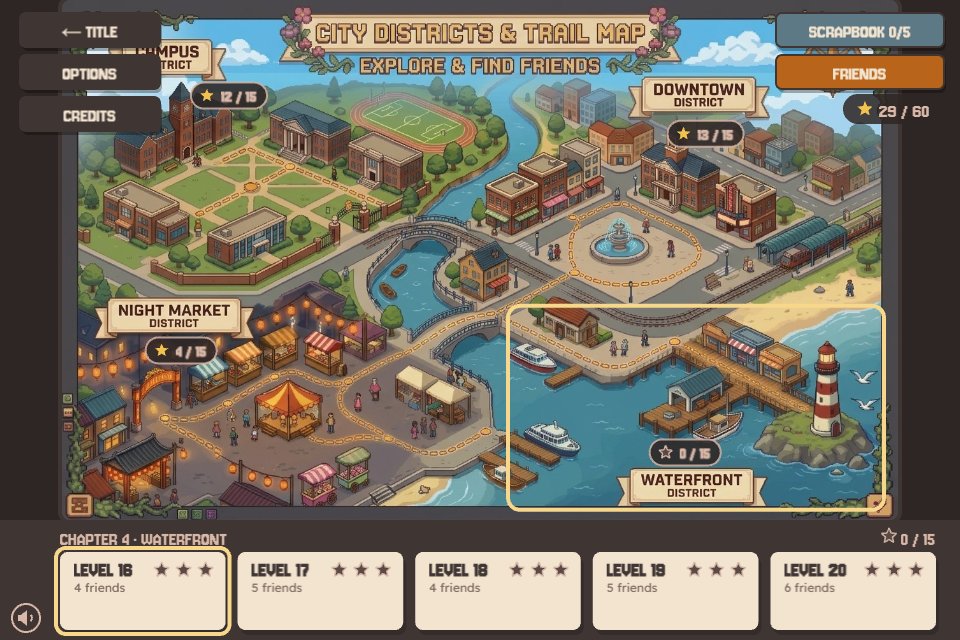 ← TITLE
OPTIONS
CREDITS
CAMPUS
TRICT
12 / 15
CITY DISTRICTS & TRAIL MAP
EXPLORE & FIND FRIENDS
SCRAPBOOK 0/5
FRIENDS
29 / 60
DOWNTOWN
DISTRICT
13 / 15
NIGHT MARKET
DISTRICT
4 / 15
0 / 15
WATERFRONT
DISTRICT
CHAPTER 4 · WATERFRONT
0 / 15
LEVEL 16
4 friends
LEVEL 17
5 friends
LEVEL 18
4 friends
LEVEL 19
5 friends
LEVEL 20
6 friends